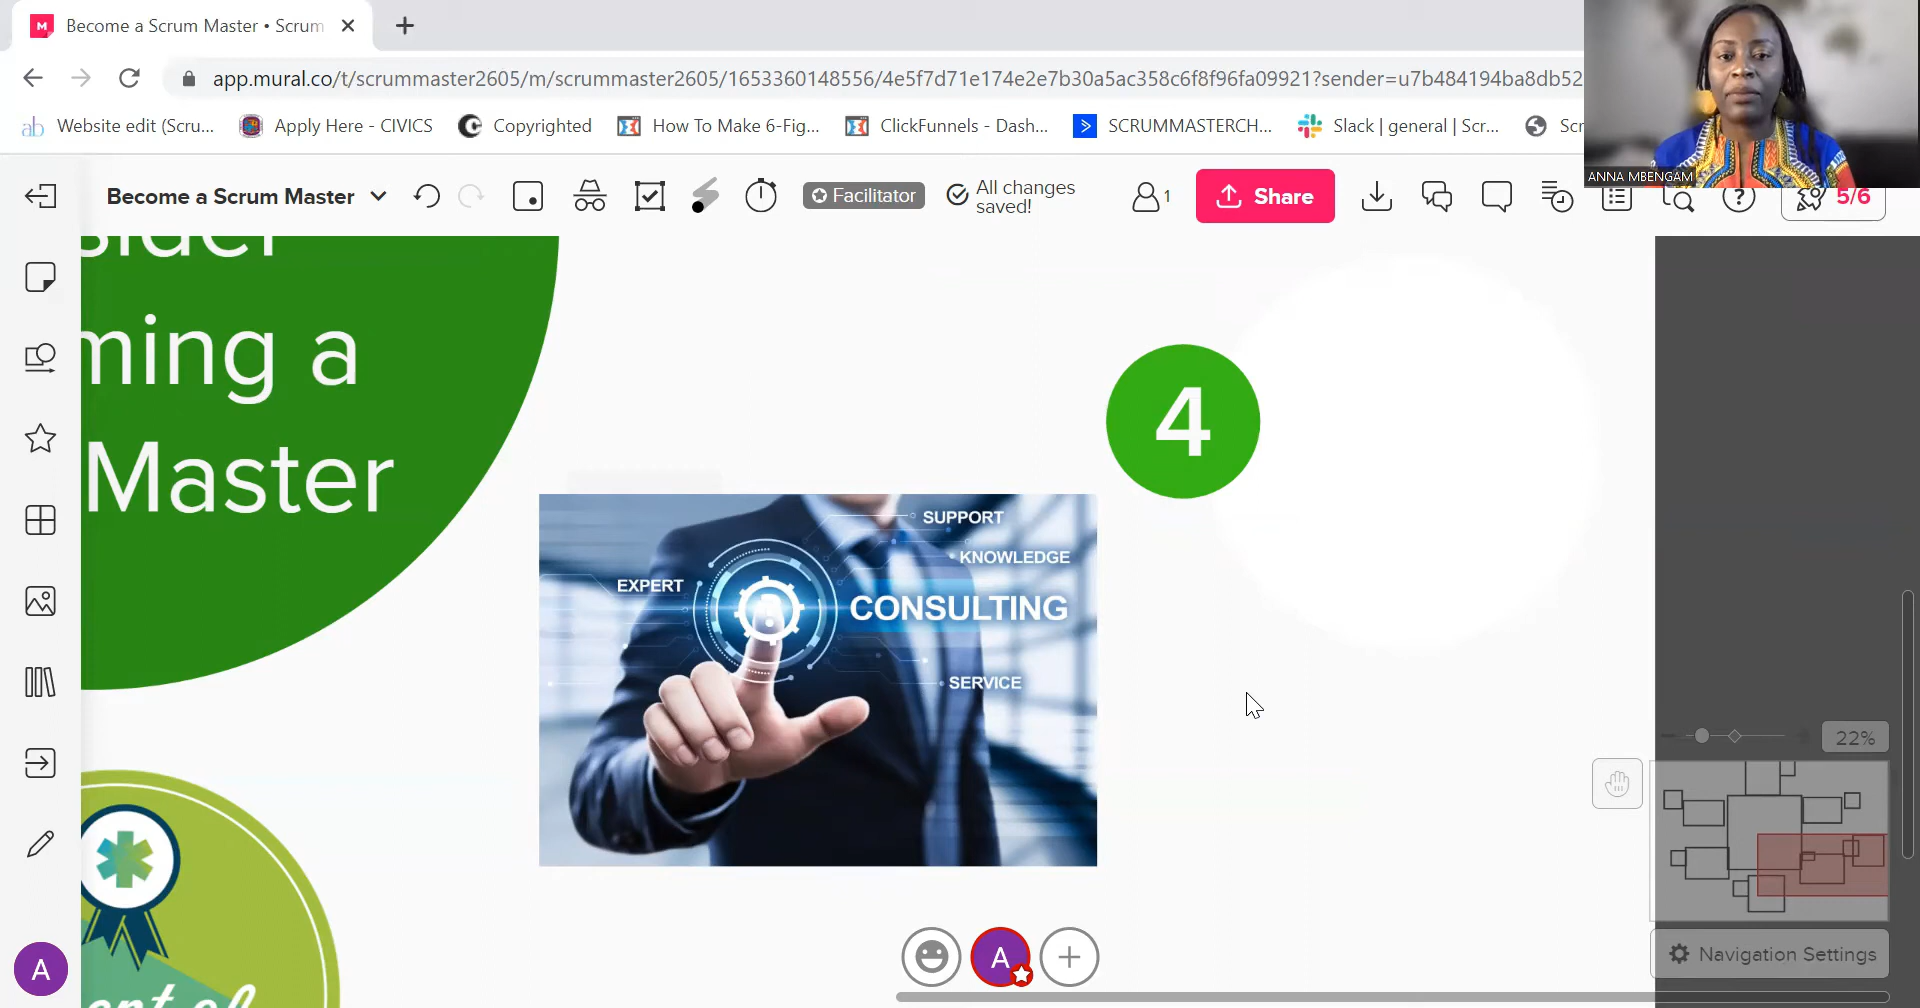 Become a Scrum Master • Scrum
app.mural.co/t/scrummaster2605/m/scrummaster2605/1653360148556/4e5f7d71e174e2e7b30a5ac358c6f8f96fa09921?sender=u7b484194ba8db52
ab Website edit (Scru...
Apply Here - CIVICS
Copyrighted
How To Make 6-Fig...
ClickFunnels - Dash...
SCRUMMASTERCH...
Slack | general | Scr...
Scr
ANNA MBENGAM
Become a Scrum Master
Facilitator
All changes
saved!
1
Share
5/6
ming a
Master
4
SUPPORT
KNOWLEDGE
EXPERT
CONSULTING
SERVICE
22%
Navigation Settings
A
A